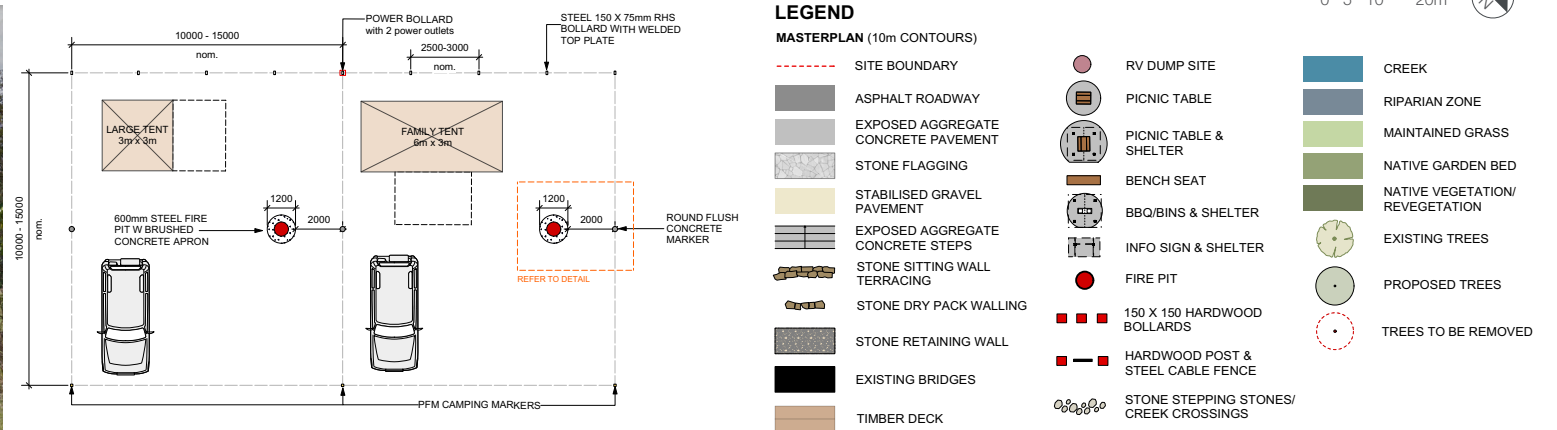 10000 - 15000
nom.
POWER BOLLARD
with 2 power outlets
2500-3000
nom.
STEEL 150 X 75mm RHS
BOLLARD WITH WELDED
TOP PLATE
LARGE TENT
3m x 3m
FAMILY TENT
6m x 3m
10000 - 15000
nom.
600mm STEEL FIRE
PIT W BRUSHED
CONCRETE APRON
1200
2000
1200
2000
ROUND FLUSH
CONCRETE
MARKER
REFER TO DETAIL
PFM CAMPING MARKERS
LEGEND
MASTERPLAN (10m CONTOURS)
SITE BOUNDARY
ASPHALT ROADWAY
EXPOSED AGGREGATE
CONCRETE PAVEMENT
STONE FLAGGING
STABILISED GRAVEL
PAVEMENT
EXPOSED AGGREGATE
CONCRETE STEPS
STONE SITTING WALL
TERRACING
STONE DRY PACK WALLING
STONE RETAINING WALL
EXISTING BRIDGES
TIMBER DECK
RV DUMP SITE
PICNIC TABLE
PICNIC TABLE &
SHELTER
BENCH SEAT
BBQ/BINS & SHELTER
INFO SIGN & SHELTER
FIRE PIT
150 X 150 HARDWOOD
BOLLARDS
HARDWOOD POST &
STEEL CABLE FENCE
STONE STEPPING STONES/
CREEK CROSSINGS
0 5 10 20m
CREEK
RIPARIAN ZONE
MAINTAINED GRASS
NATIVE GARDEN BED
NATIVE VEGETATION/
REVEGETATION
EXISTING TREES
PROPOSED TREES
TREES TO BE REMOVED